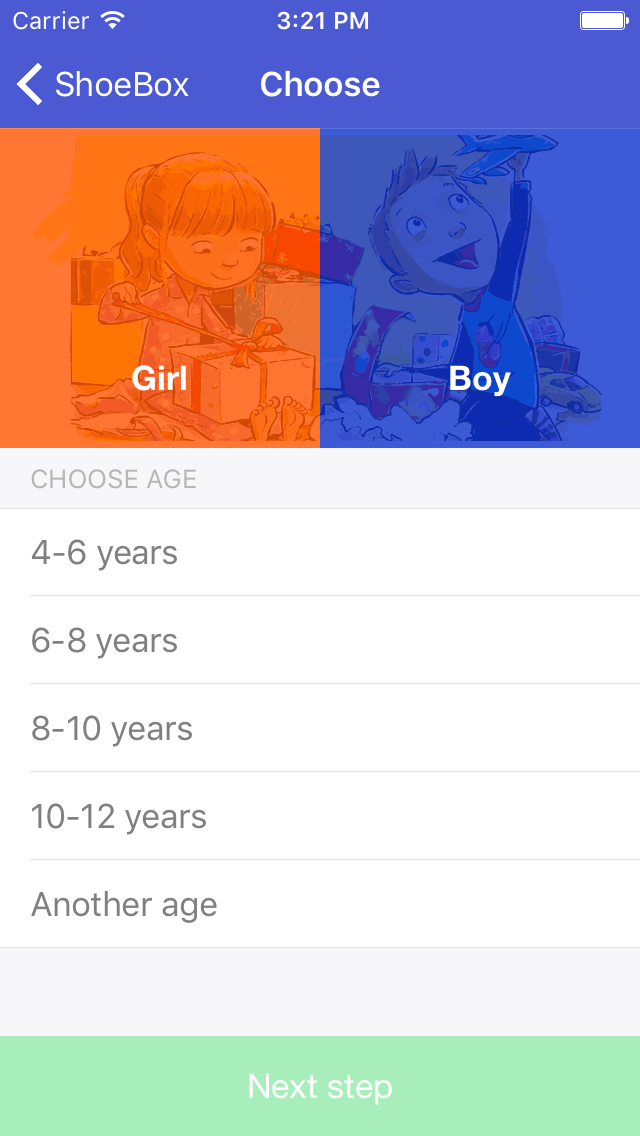 Carrier 3:21 PM
ShoeBox Choose
Girl Boy
CHOOSE AGE
4-6 years
6-8 years
8-10 years
10-12 years
Another age
Next step